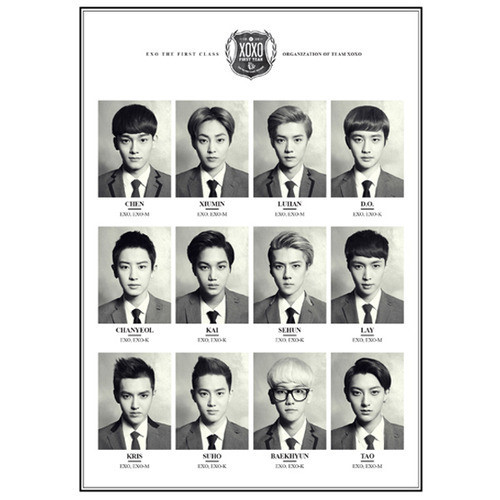 EXO THE FIRST CLASS
XOXO
FIRST YEAR
ORGANIZATION OF TEAM XOXO
CHEN
EXO, EXO-M
XIUMIN
EXO, EXO-M
LUHAN
EXO, EXO-M
D.O.
EXO, EXO-K
CHANYEOL
EXO, EXO-K
KAI
EXO, EXO-K
SEHUN
EXO, EXO-K
LAY
EXO, EXO-M
KRIS
EXO, EXO-M
SUHO
EXO, EXO-K
BAEKHYUN
EXO, EXO-K
TAO
EXO, EXO-M